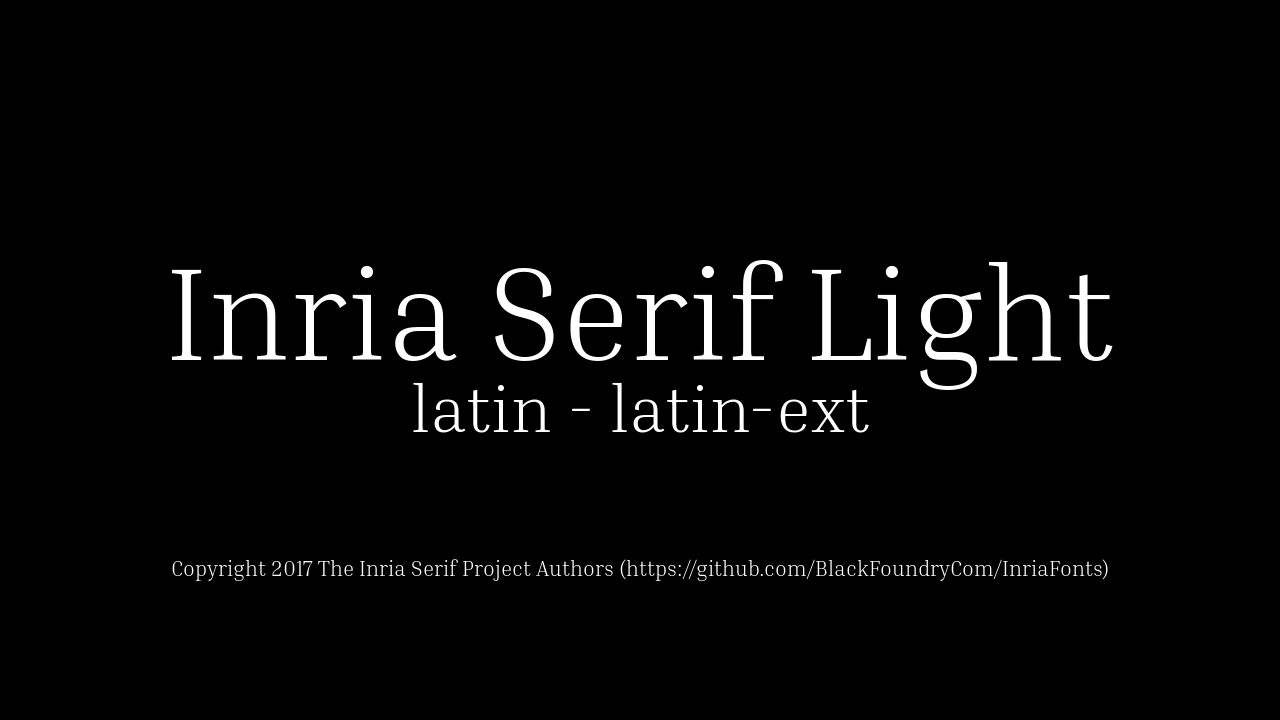 Inria Serif Light
latin - latin-ext
Copyright 2017 The Inria Serif Project Authors (https://github.com/BlackFoundryCom/InriaFonts)